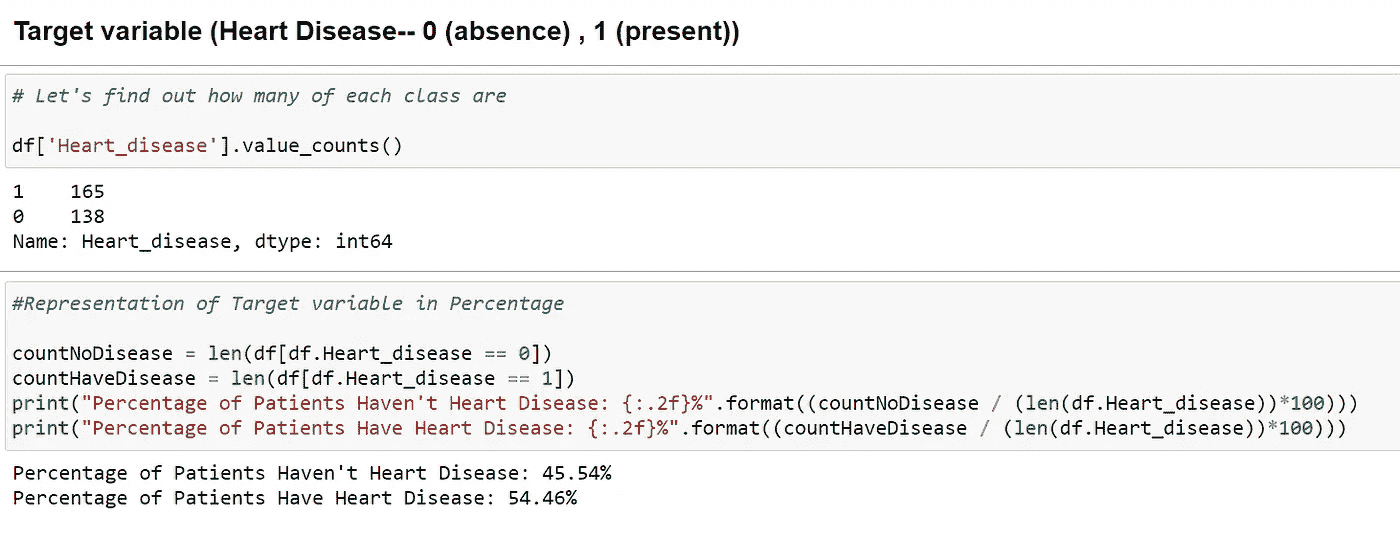 Target variable (Heart Disease-- 0 (absence) , 1 (present))
# Let's find out how many of each class are
df['Heart_disease'].value_counts()
1    165
0    138
Name: Heart_disease, dtype: int64
#Representation of Target variable in Percentage
countNoDisease = len(df[df.Heart_disease == 0])
countHaveDisease = len(df[df.Heart_disease == 1])
print("Percentage of Patients Haven't Heart Disease: {:.2f}%".format((countNoDisease / (len(df.Heart_disease))*100)))
print("Percentage of Patients Have Heart Disease: {:.2f}%".format((countHaveDisease / (len(df.Heart_disease))*100)))
Percentage of Patients Haven't Heart Disease: 45.54%
Percentage of Patients Have Heart Disease: 54.46%